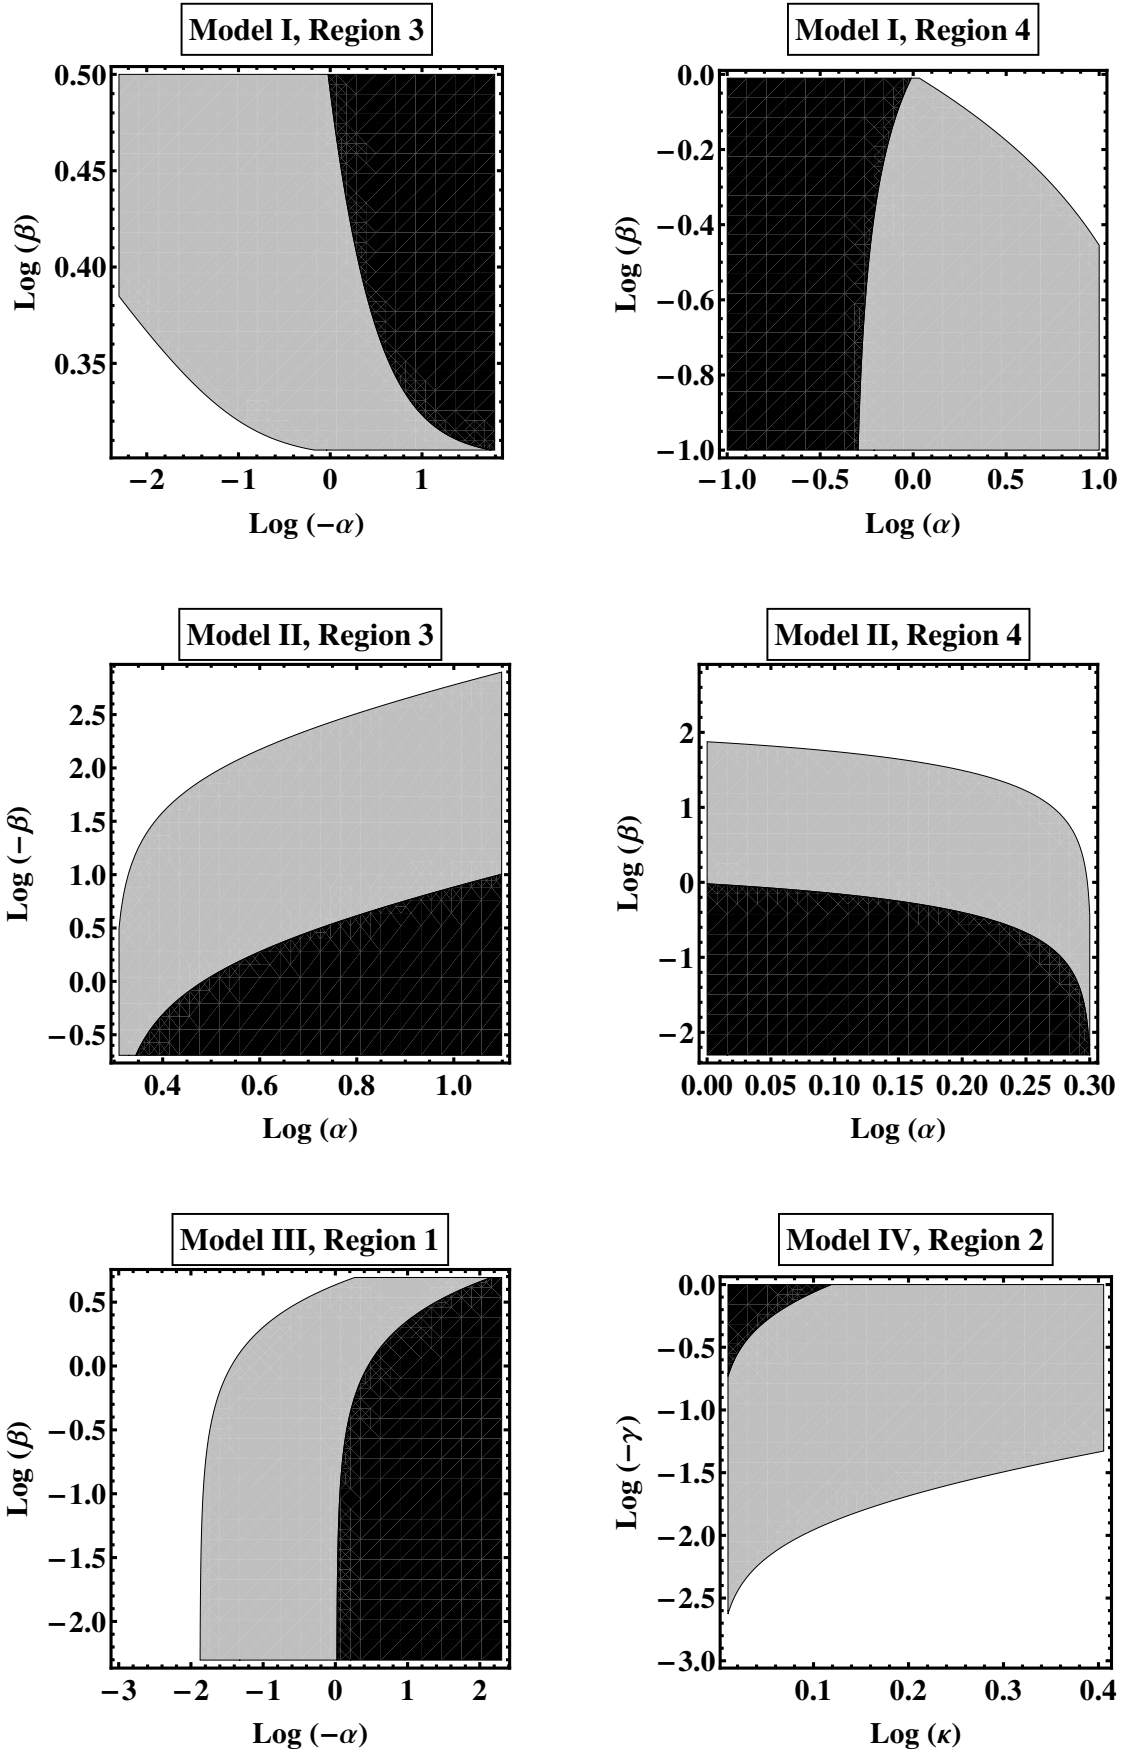 Model I, Region 3
0.50
0.45
0.40
0.35
Log (β)
−2 −1 0 1
Log (−α)
Model I, Region 4
0.0
−0.2
−0.4
−0.6
−0.8
−1.0
Log (β)
−1.0 −0.5 0.0 0.5 1.0
Log (α)
Model II, Region 3
2.5
2.0
1.5
1.0
0.5
0.0
−0.5
Log (−β)
0.4 0.6 0.8 1.0
Log (α)
Model II, Region 4
2
1
0
−1
−2
Log (β)
0.00 0.05 0.10 0.15 0.20 0.25 0.30
Log (α)
Model III, Region 1
0.5
0.0
−0.5
−1.0
−1.5
−2.0
Log (β)
−3 −2 −1 0 1 2
Log (−α)
Model IV, Region 2
0.0
−0.5
−1.0
−1.5
−2.0
−2.5
−3.0
Log (−γ)
0.1 0.2 0.3 0.4
Log (κ)